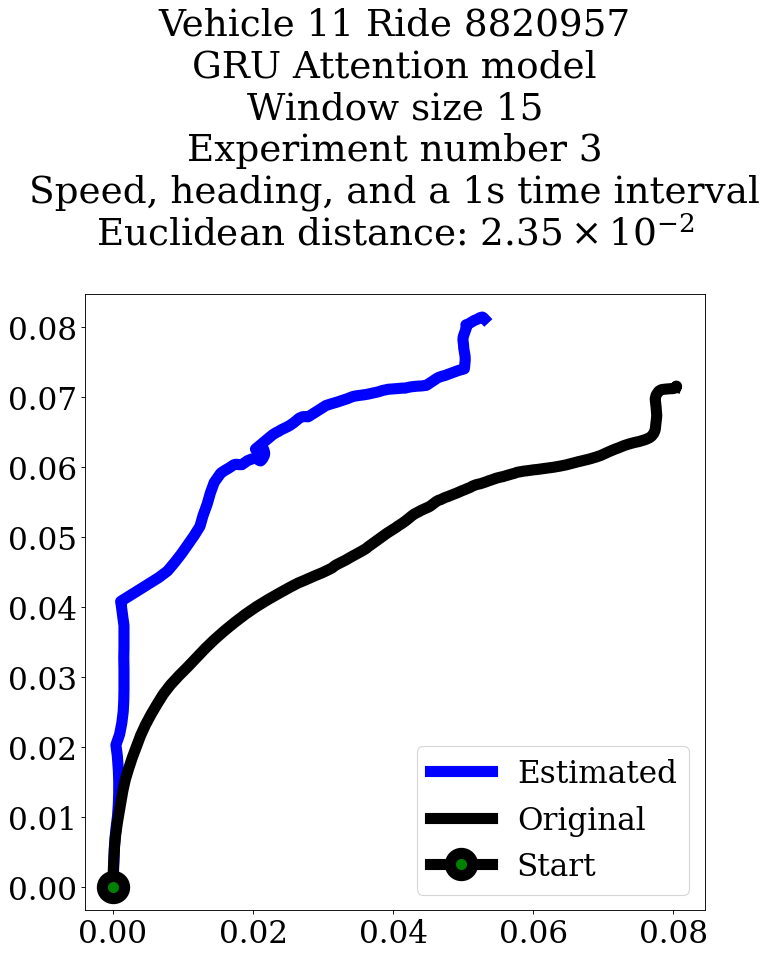 Vehicle 11 Ride 8820957
GRU Attention model
Window size 15
Experiment number 3
Speed, heading, and a 1s time interval
Euclidean distance: 2.35 × 10⁻²
0.08
0.07
0.06
0.05
0.04
0.03
0.02
0.01
0.00
Estimated
Original
Start
0.00 0.02 0.04 0.06 0.08